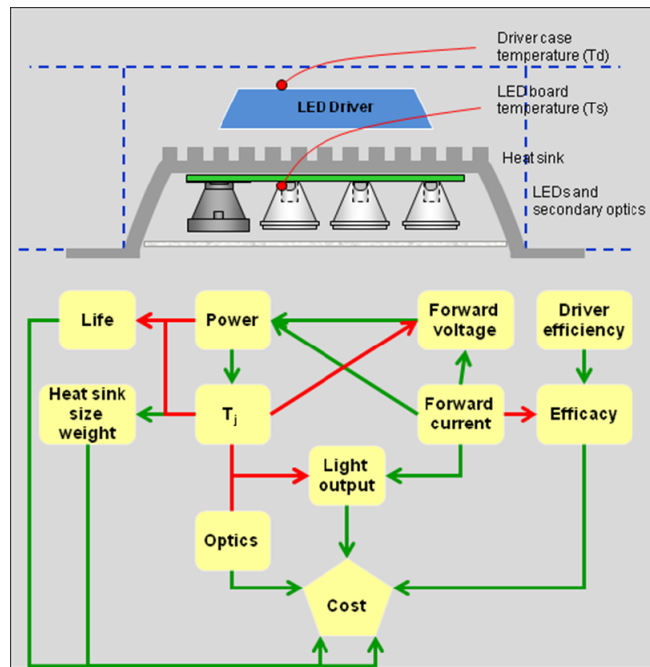 Driver case
temperature (Td)
LED Driver
LED board
temperature (Ts)
Heat sink
LEDs and
secondary optics
Life
Power
Forward
voltage
Driver
efficiency
Heat sink
size
weight
Tj
Forward
current
Efficacy
Light
output
Optics
Cost